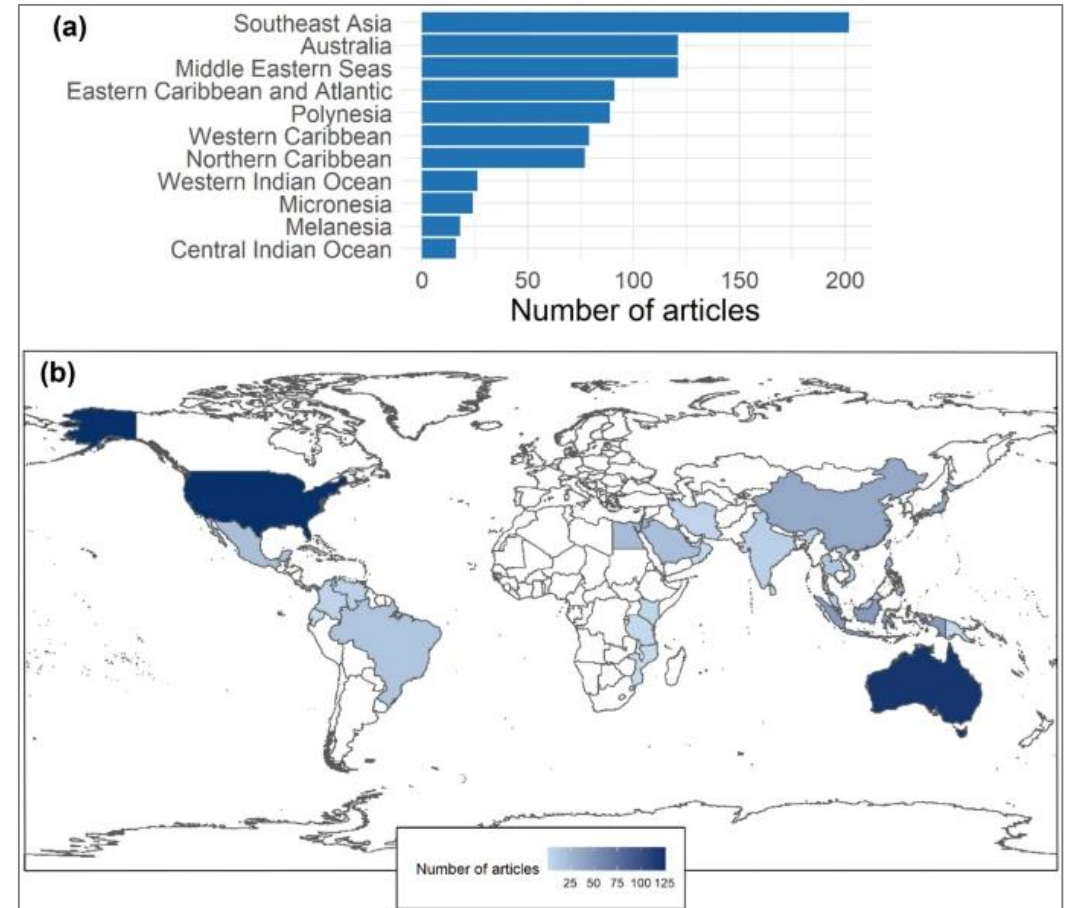 (a)
Southeast Asia
Australia
Middle Eastern Seas
Eastern Caribbean and Atlantic
Polynesia
Western Caribbean
Northern Caribbean
Western Indian Ocean
Micronesia
Melanesia
Central Indian Ocean
0 50 100 150 200
Number of articles
(b)
Number of articles
25 50 75 100 125